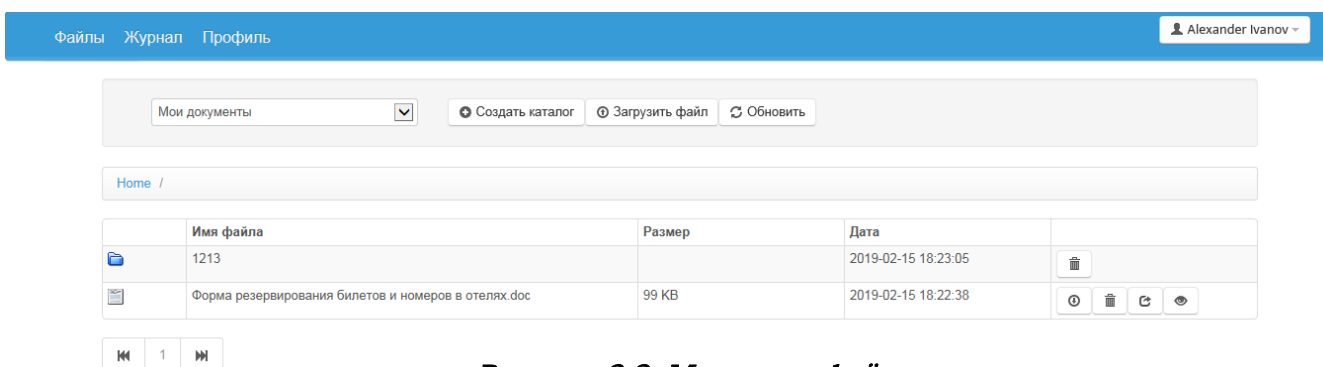 Файлы Журнал Профиль Alexander Ivanov
Мои документы Создать каталог Загрузить файл Обновить
Home /
Имя файла Размер Дата
1213 2019-02-15 18:23:05
Форма резервирования билетов и номеров в отелях.doc 99 KB 2019-02-15 18:22:38
1